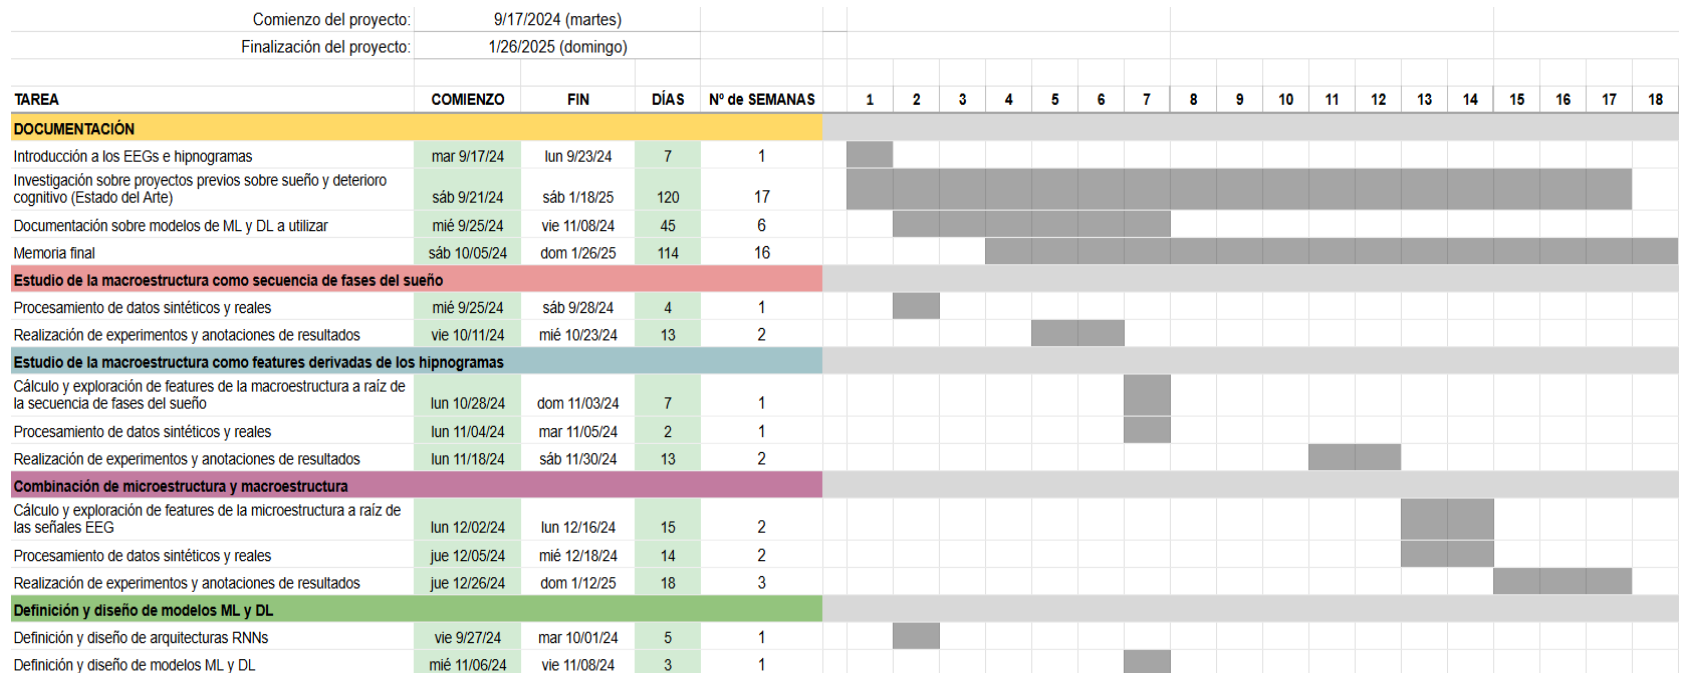 Comienzo del proyecto: 9/17/2024 (martes)
Finalización del proyecto: 1/26/2025 (domingo)
TAREA COMIENZO FIN DÍAS Nº de SEMANAS 1 2 3 4 5 6 7 8 9 10 11 12 13 14 15 16 17 18
DOCUMENTACIÓN
Introducción a los EEGs e hipnogramas mar 9/17/24 lun 9/23/24 7 1
Investigación sobre proyectos previos sobre sueño y deterioro
cognitivo (Estado del Arte) sáb 9/21/24 sáb 1/18/25 120 17
Documentación sobre modelos de ML y DL a utilizar mié 9/25/24 vie 11/08/24 45 6
Memoria final sáb 10/05/24 dom 1/26/25 114 16
Estudio de la macroestructura como secuencia de fases del sueño
Procesamiento de datos sintéticos y reales mié 9/25/24 sáb 9/28/24 4 1
Realización de experimentos y anotaciones de resultados vie 10/11/24 mié 10/23/24 13 2
Estudio de la macroestructura como features derivadas de los hipnogramas
Cálculo y exploración de features de la macroestructura a raíz de
la secuencia de fases del sueño lun 10/28/24 dom 11/03/24 7 1
Procesamiento de datos sintéticos y reales lun 11/04/24 mar 11/05/24 2 1
Realización de experimentos y anotaciones de resultados lun 11/18/24 sáb 11/30/24 13 2
Combinación de microestructura y macroestructura
Cálculo y exploración de features de la microestructura a raíz de
las señales EEG lun 12/02/24 lun 12/16/24 15 2
Procesamiento de datos sintéticos y reales jue 12/05/24 mié 12/18/24 14 2
Realización de experimentos y anotaciones de resultados jue 12/26/24 dom 1/12/25 18 3
Definición y diseño de modelos ML y DL
Definición y diseño de arquitecturas RNNs vie 9/27/24 mar 10/01/24 5 1
Definición y diseño de modelos ML y DL mié 11/06/24 vie 11/08/24 3 1